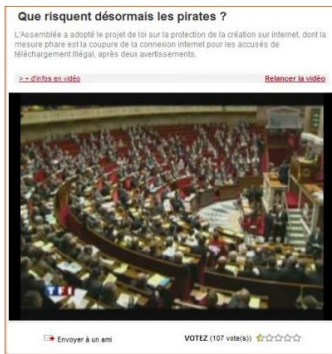 Que risquent désormais les pirates ?
L'Assemblée a adopté le projet de loi sur la protection de la création sur internet, dont la
mesure phare est la coupure de la connexion internet pour les accusés de
téléchargement illégal, après deux avertissements.
> + d'infos en vidéo Relancer la vidéo
TF1
Envoyer à un ami VOTEZ (107 vote(s))